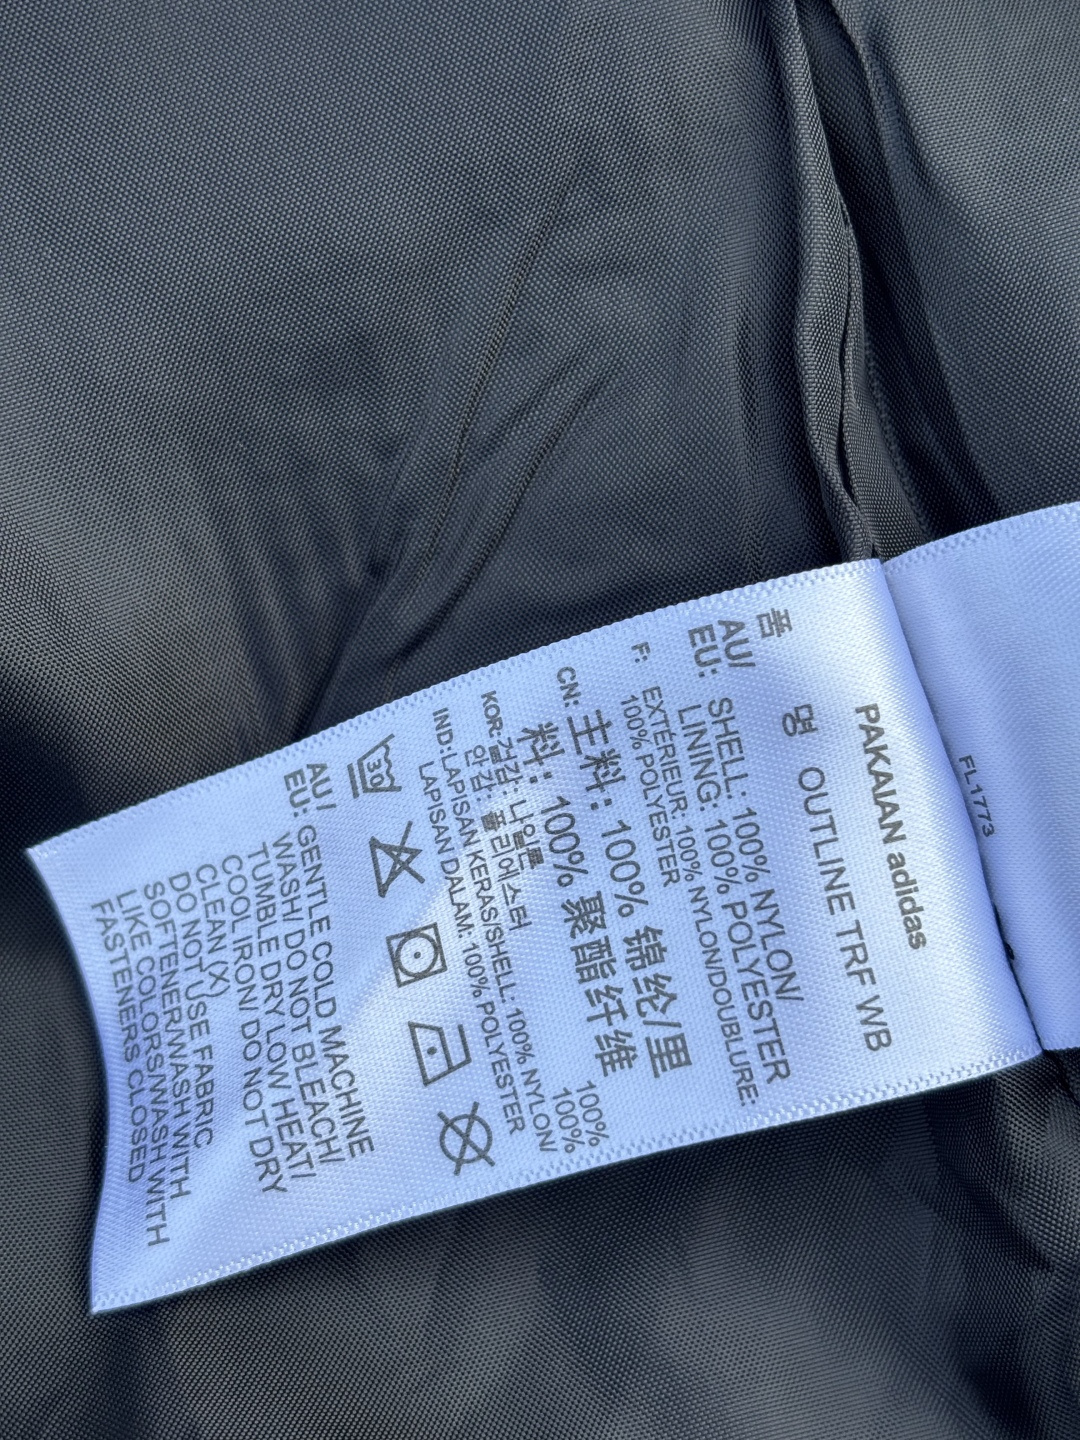 FL1773
PAKAIAN adidas
품 명 OUTLINE TRF WB
AU/
EU: SHELL: 100% NYLON/
LINING: 100% POLYESTER
F: EXTÉRIEUR: 100% NYLON/DOUBLURE:
100% POLYESTER
CN: 主料: 100% 锦纶/里
料: 100% 聚酯纤维
KOR:겉감: 나일론 100%
안감: 폴리에스터 100%
IND:LAPISAN KERAS/SHELL: 100% NYLON/
LAPISAN DALAM: 100% POLYESTER
30
AU/
EU: GENTLE COLD MACHINE
WASH/ DO NOT BLEACH/
TUMBLE DRY LOW HEAT/
COOL IRON/ DO NOT DRY
CLEAN (X)
DO NOT USE FABRIC
SOFTENER/WASH WITH
LIKE COLORS/WASH WITH
FASTENERS CLOSED